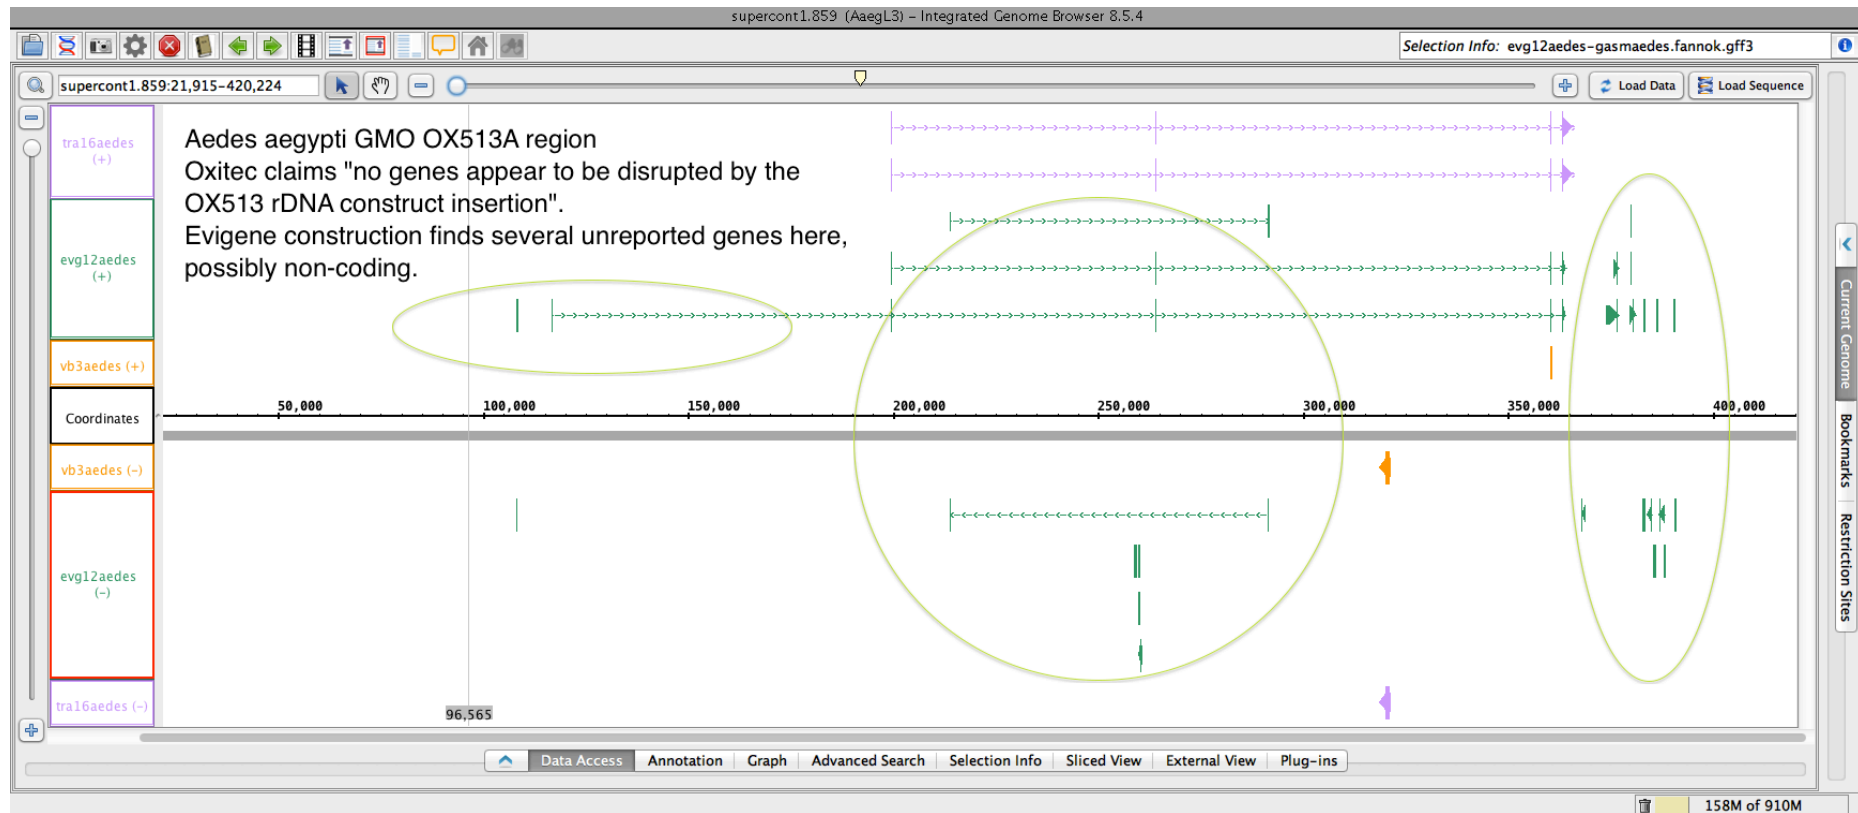 supercont1.859 (AaegL3) – Integrated Genome Browser 8.5.4
Selection Info: evg12aedes-gasmaedes.fannok.gff3
supercont1.859:21,915-420,224
Load Data
Load Sequence
tra16aedes
(+)
Aedes aegypti GMO OX513A region
Oxitec claims "no genes appear to be disrupted by the
OX513 rDNA construct insertion".
Evigene construction finds several unreported genes here,
possibly non-coding.
evg12aedes
(+)
vb3aedes (+)
Coordinates
50,000 100,000 150,000 200,000 250,000 300,000 350,000 400,000
vb3aedes (-)
evg12aedes
(-)
tra16aedes (-)
96,565
Current Genome
Bookmarks
Restriction Sites
Data Access Annotation Graph Advanced Search Selection Info Sliced View External View Plug-ins
158M of 910M